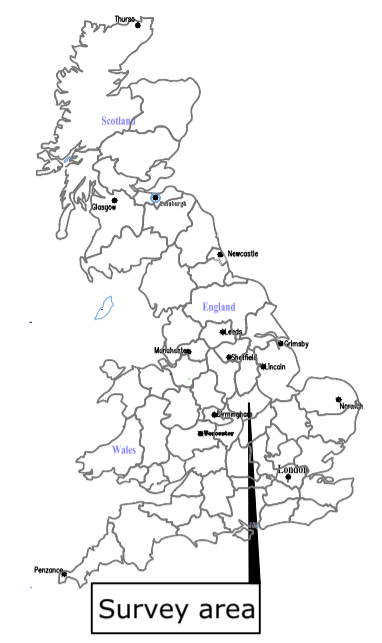 Thurso
Scotland
Glasgow
Edinburgh
Newcastle
England
Leeds
Manchester
Grimsby
Sheffield
Lincoln
Norwich
Birmingham
Worcester
Wales
London
Penzance
Survey area